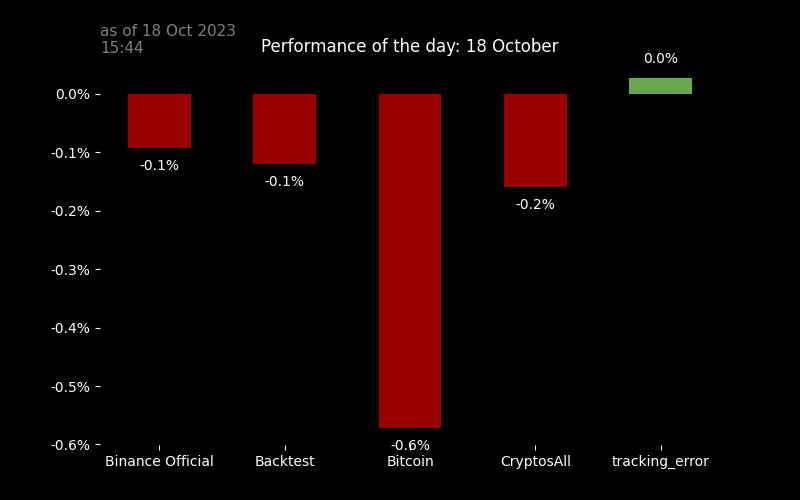 as of 18 Oct 2023
15:44
Performance of the day: 18 October
0.0%
0.0%
-0.1%
-0.2%
-0.3%
-0.4%
-0.5%
-0.6%
-0.1%
-0.1%
-0.6%
-0.2%
Binance Official
Backtest
Bitcoin
CryptosAll
tracking_error